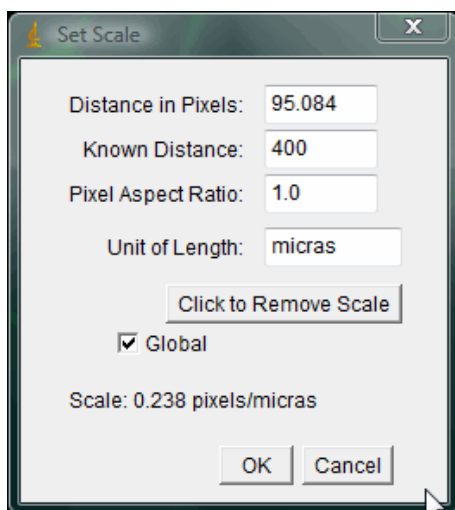 Set Scale
X
Distance in Pixels: 95.084
Known Distance: 400
Pixel Aspect Ratio: 1.0
Unit of Length: micras
Click to Remove Scale
Global
Scale: 0.238 pixels/micras
OK Cancel